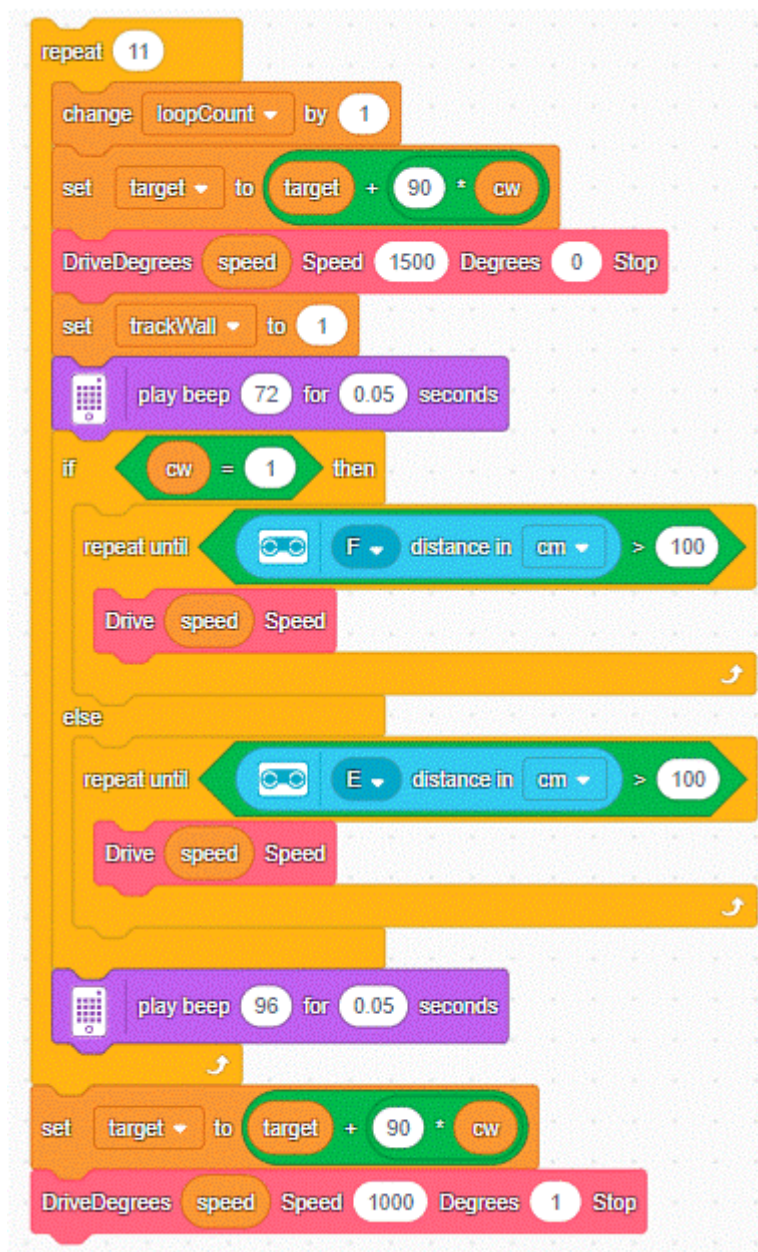 repeat 11
change loopCount by 1
set target to target + 90 * cw
DriveDegrees speed Speed 1500 Degrees 0 Stop
set trackWall to 1
play beep 72 for 0.05 seconds
if cw = 1 then
repeat until F distance in cm > 100
Drive speed Speed
else
repeat until E distance in cm > 100
Drive speed Speed
play beep 96 for 0.05 seconds
set target to target + 90 * cw
DriveDegrees speed Speed 1000 Degrees 1 Stop